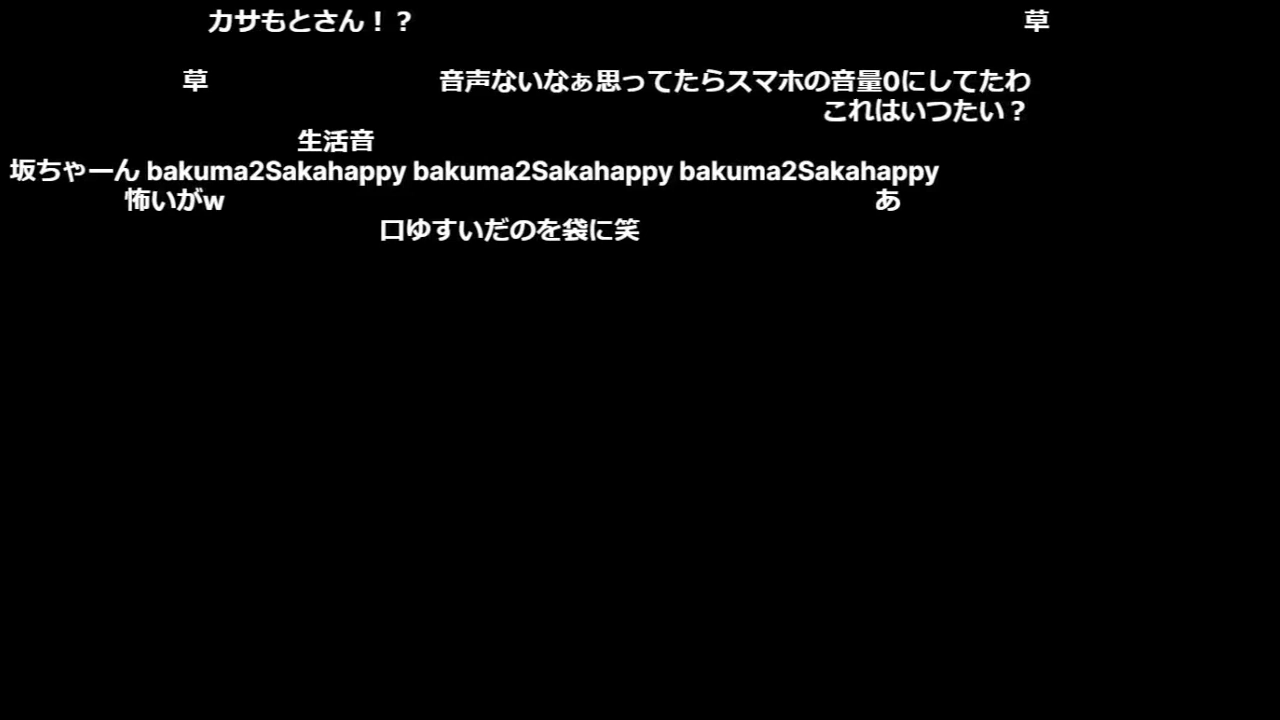 カサもとさん！？ 草
草 音声ないなぁ思ってたらスマホの音量0にしてたわ
これはいつたい？
生活音
坂ちゃーん bakuma2Sakahappy bakuma2Sakahappy bakuma2Sakahappy
怖いがw あ
口ゆすいだのを袋に笑